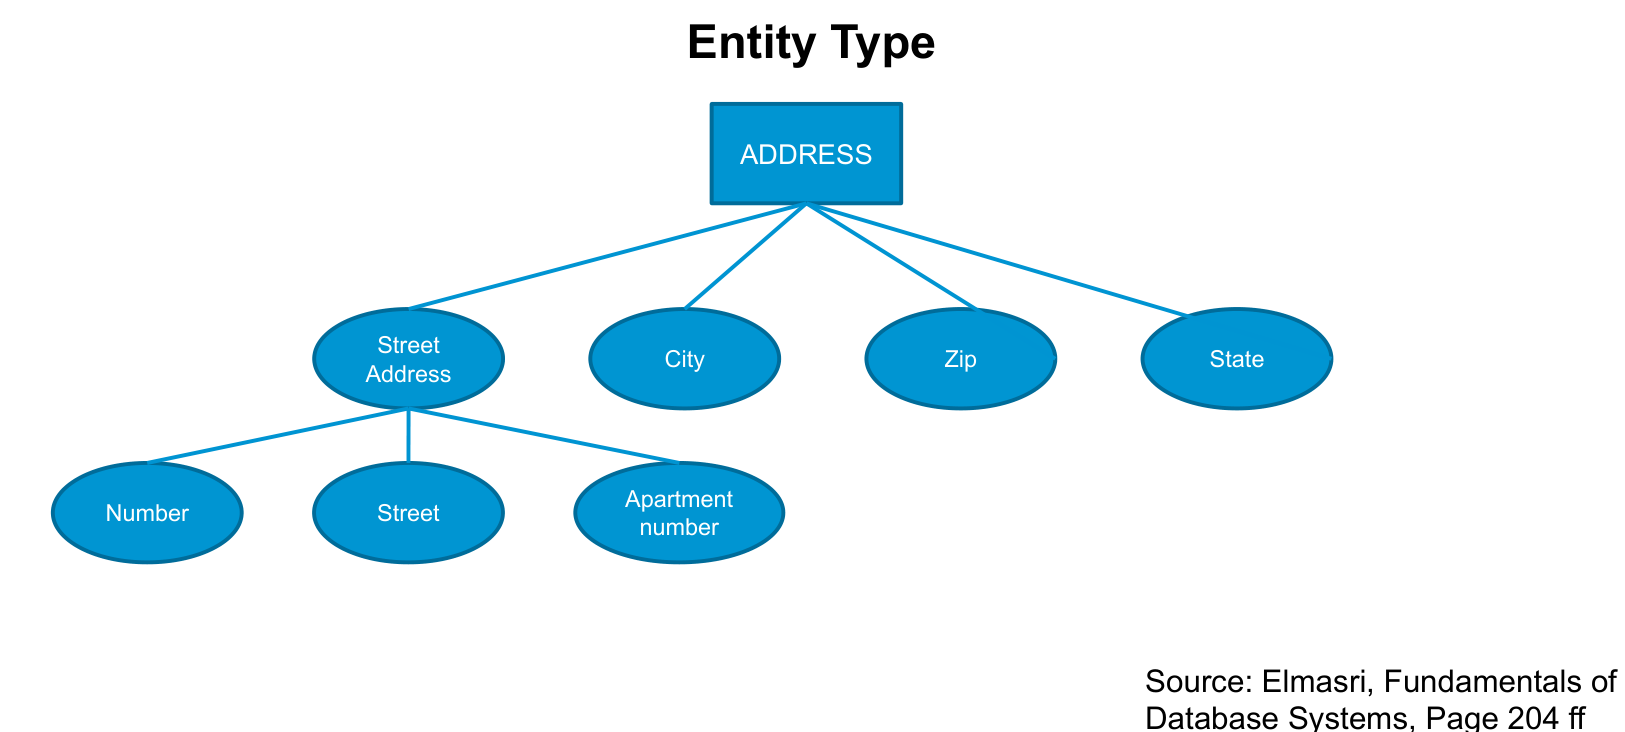 Entity Type
ADDRESS
Street
Address
City
Zip
State
Number
Street
Apartment
number
Source: Elmasri, Fundamentals of
Database Systems, Page 204 ff